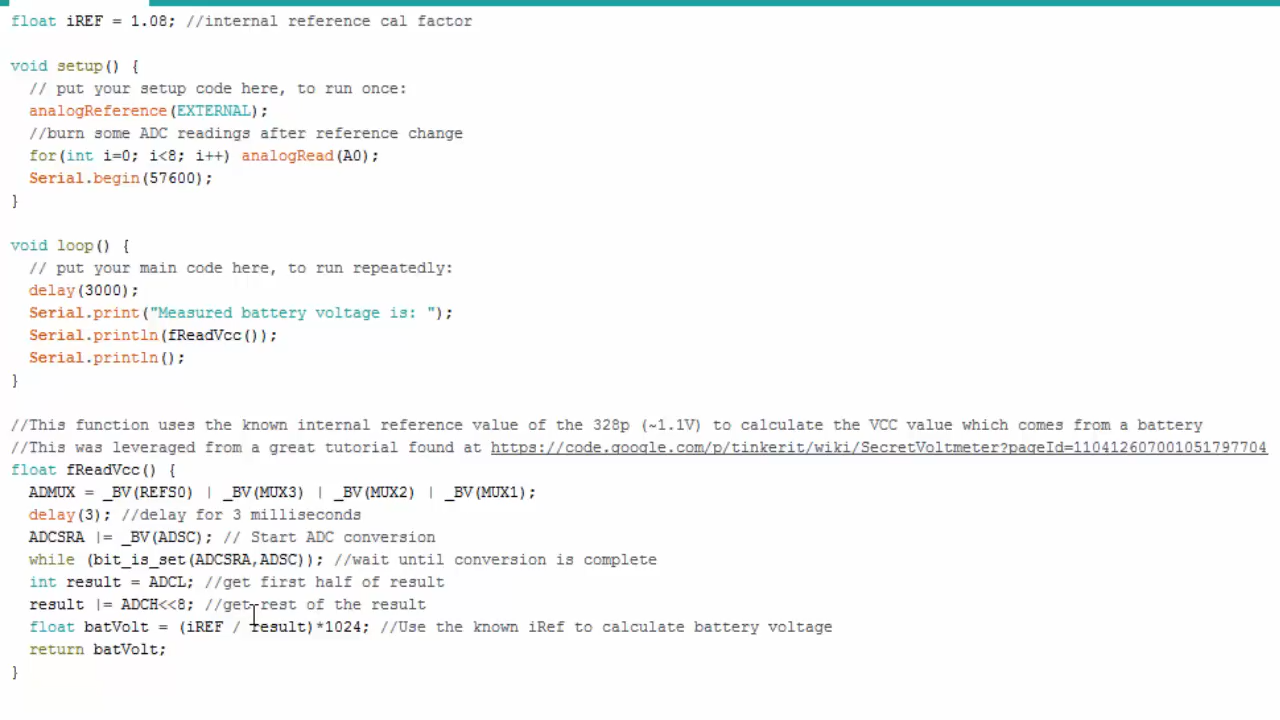 float iREF = 1.08; //internal reference cal factor
void setup() {
// put your setup code here, to run once:
analogReference(EXTERNAL);
//burn some ADC readings after reference change
for(int i=0; i<8; i++) analogRead(A0);
Serial.begin(57600);
}
void loop() {
// put your main code here, to run repeatedly:
delay(3000);
Serial.print("Measured battery voltage is: ");
Serial.println(fReadVcc());
Serial.println();
}
//This function uses the known internal reference value of the 328p (~1.1V) to calculate the VCC value which comes from a battery
//This was leveraged from a great tutorial found at https://code.google.com/p/tinkerit/wiki/SecretVoltmeter?pageId=110412607001051797704
float fReadVcc() {
ADMUX = _BV(REFS0) | _BV(MUX3) | _BV(MUX2) | _BV(MUX1);
delay(3); //delay for 3 milliseconds
ADCSRA |= _BV(ADSC); // Start ADC conversion
while (bit_is_set(ADCSRA,ADSC)); //wait until conversion is complete
int result = ADCL; //get first half of result
result |= ADCH<<8; //get rest of the result
float batVolt = (iREF / result)*1024; //Use the known iRef to calculate battery voltage
return batVolt;
}